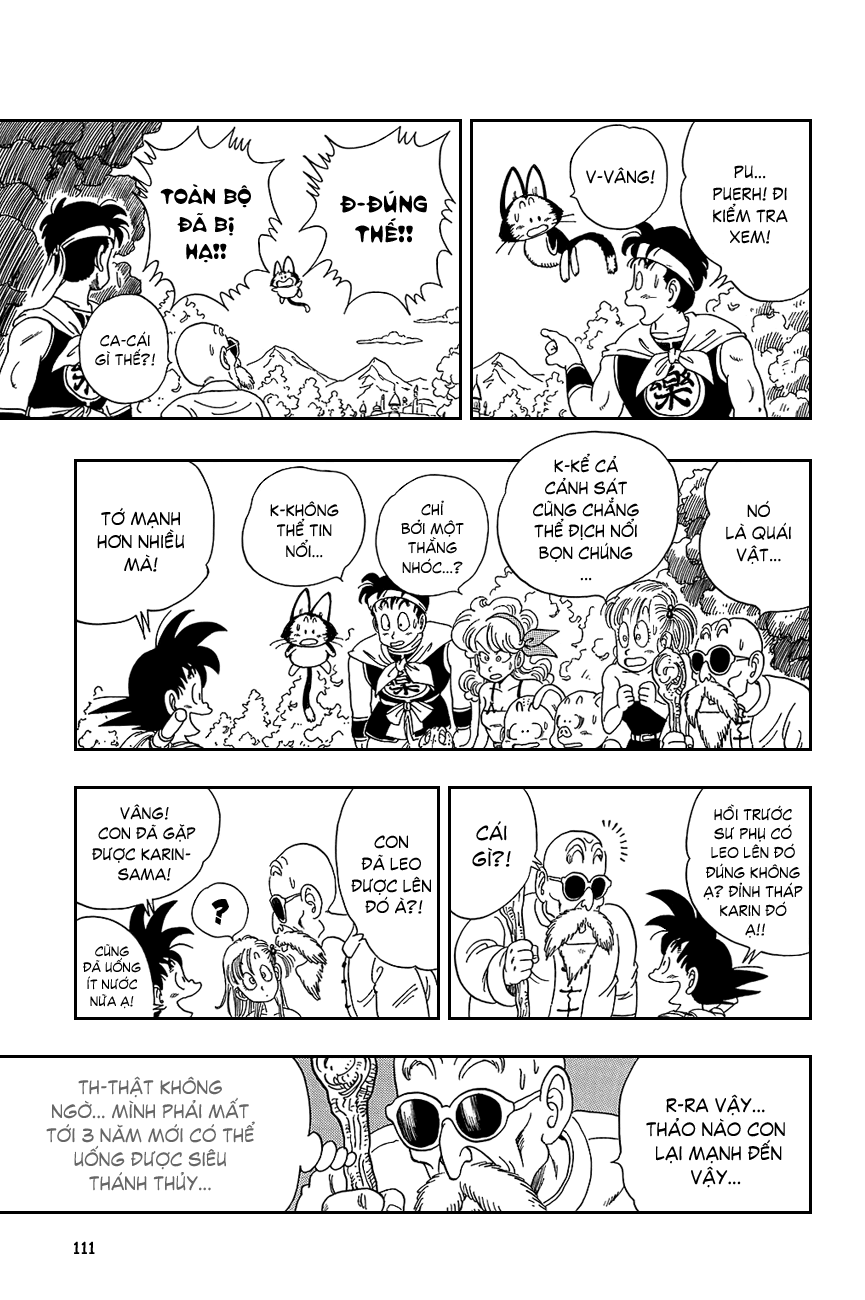 PU...
PUERH! ĐI
KIỂM TRA
XEM!
V-VÂNG!
Đ-ĐÚNG
THẾ!!
TOÀN BỘ
ĐÃ BỊ
HẠ!!
CA-CÁI
GÌ THẾ?!
樂
樂
NÓ
LÀ QUÁI
VẬT...
K-KỂ CẢ
CẢNH SÁT
CŨNG CHẲNG
THỂ ĐỊCH NỔI
BỌN CHÚNG
...
CHỈ
BỞI MỘT
THẰNG
NHÓC...?
K-KHÔNG
THỂ TIN
NỔI...
TỚ MẠNH
HƠN NHIỀU
MÀ!
樂
HỒI TRƯỚC
SƯ PHỤ CÓ
LEO LÊN ĐÓ
ĐÚNG KHÔNG
Ạ? ĐỈNH THÁP
KARIN ĐÓ
Ạ!!
CÁI
GÌ?!
CON
ĐÃ LEO
ĐƯỢC LÊN
ĐÓ À?!
?
VÂNG!
CON ĐÃ GẶP
ĐƯỢC KARIN-
SAMA!
CŨNG
ĐÃ UỐNG
ÍT NƯỚC
NỮA Ạ!
R-RA VẬY...
THẢO NÀO CON
LẠI MẠNH ĐẾN
VẬY...
TH-THẬT KHÔNG
NGỜ... MÌNH PHẢI MẤT
TỚI 3 NĂM MỚI CÓ THỂ
UỐNG ĐƯỢC SIÊU
THÁNH THỦY...
111